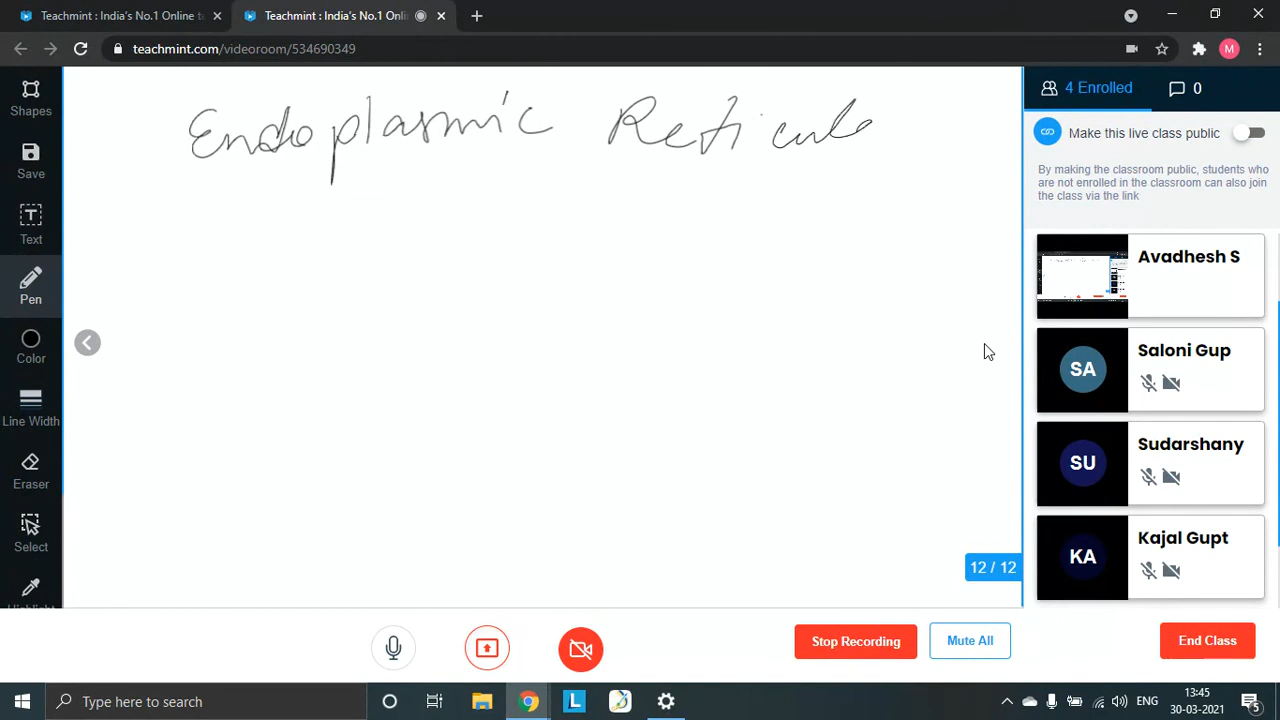 Teachmint : India's No.1 Online ta
Teachmint : India's No.1 Onli
teachmint.com/videoroom/534690349
M
Shapes
Save
Text
Pen
Color
Line Width
Eraser
Select
Endoplasmic Reticulo
12 / 12
4 Enrolled
0
Make this live class public
By making the classroom public, students who
are not enrolled in the classroom can also join
the class via the link
Avadhesh S
SA
Saloni Gup
SU
Sudarshany
KA
Kajal Gupt
Stop Recording
Mute All
End Class
Type here to search
L
ENG
13:45
30-03-2021
5